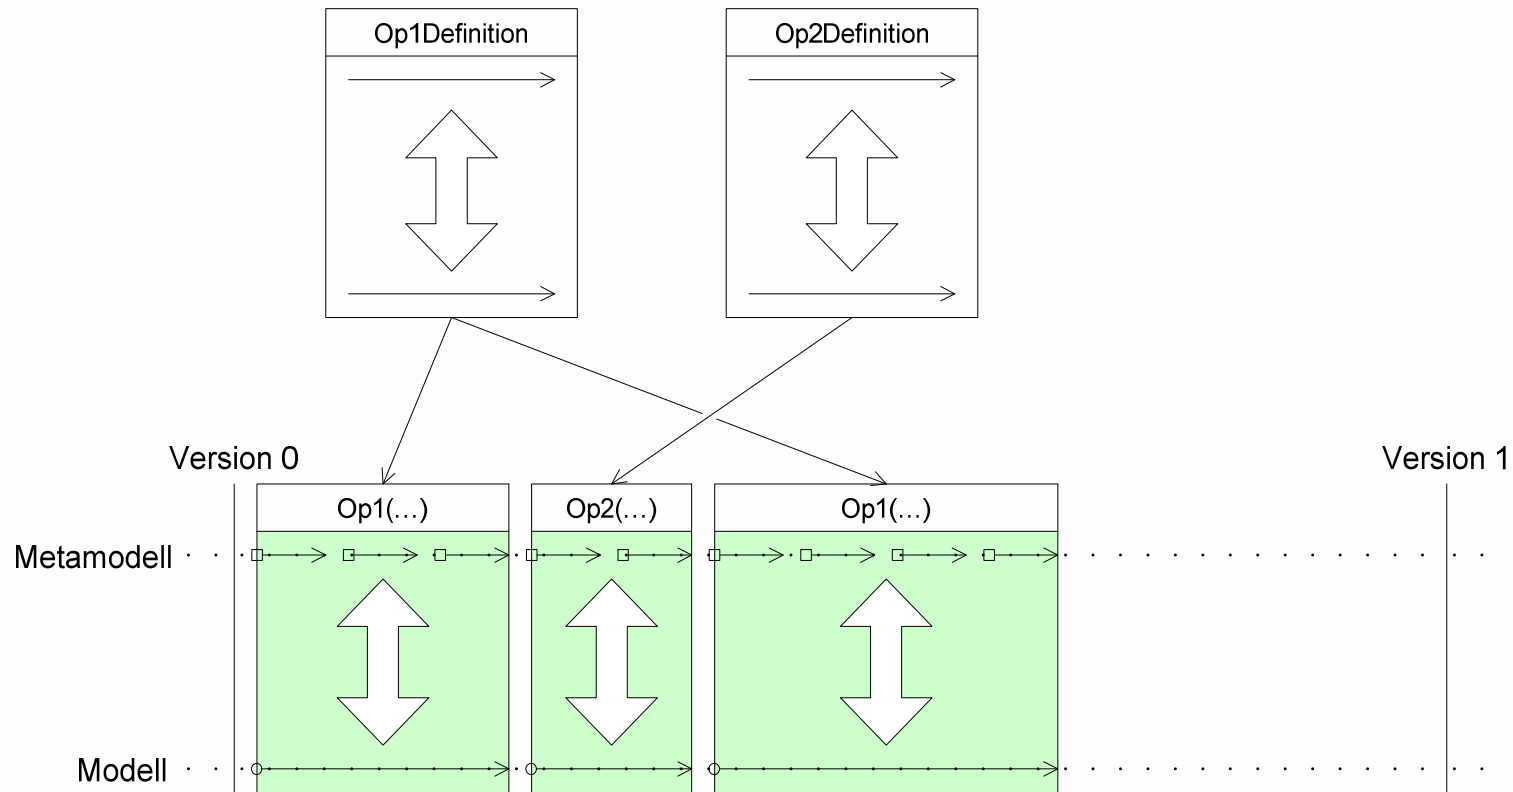 Op1Definition
Op2Definition
Version 0
Version 1
Op1(...)
Op2(...)
Op1(...)
Metamodell
Modell